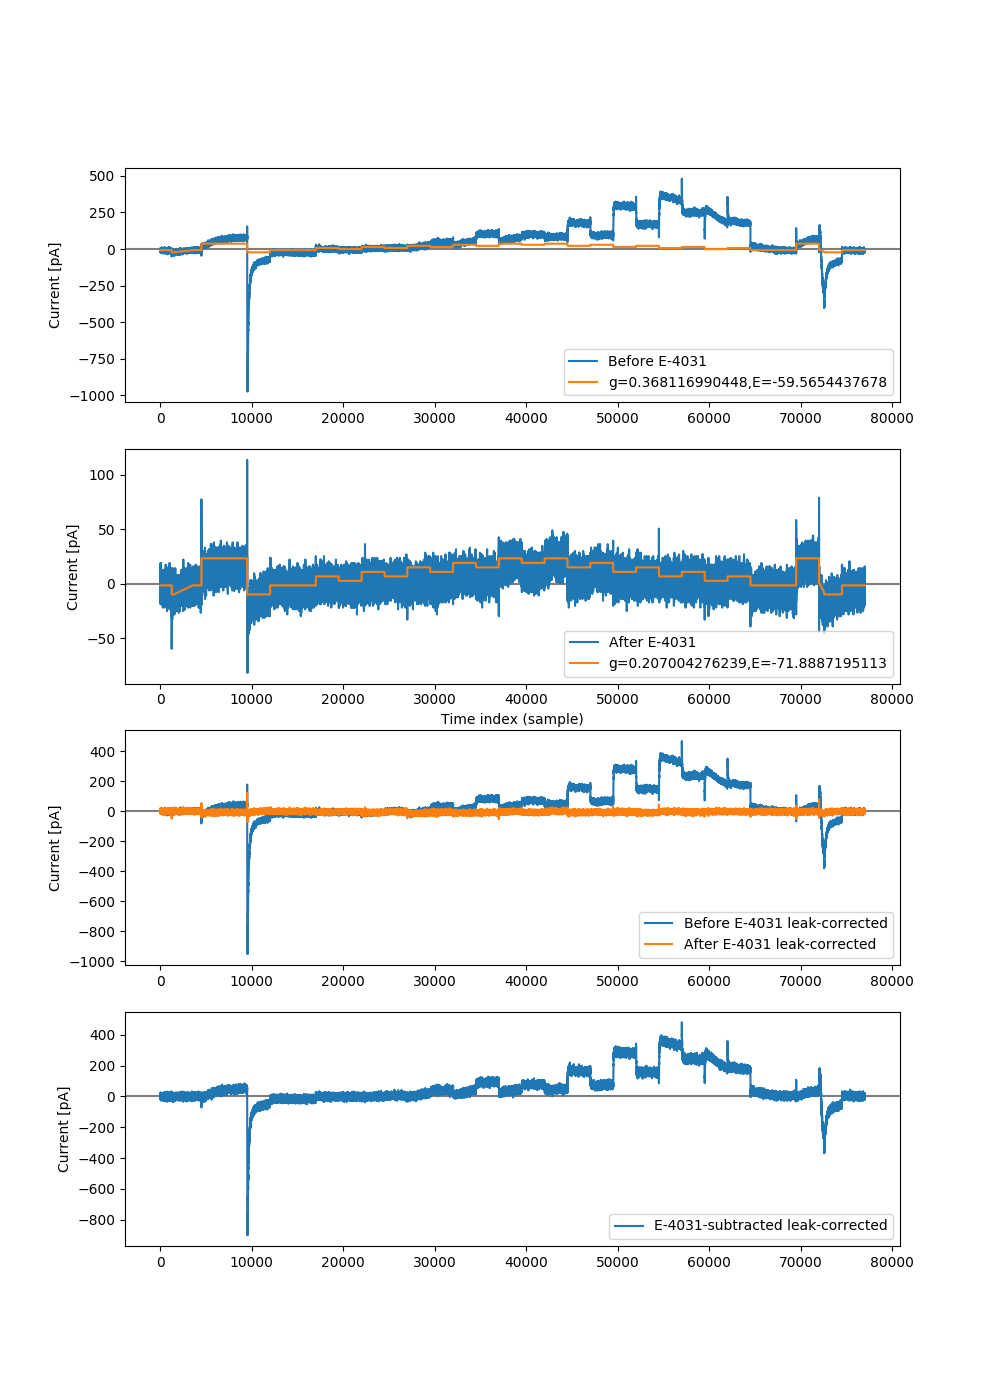 500
250
0
−250
−500
−750
−1000
Current [pA]
Before E-4031
g=0.368116990448,E=-59.5654437678
0 10000 20000 30000 40000 50000 60000 70000 80000
100
50
0
−50
Current [pA]
After E-4031
g=0.207004276239,E=-71.8887195113
0 10000 20000 30000 40000 50000 60000 70000 80000
Time index (sample)
400
200
0
−200
−400
−600
−800
−1000
Current [pA]
Before E-4031 leak-corrected
After E-4031 leak-corrected
0 10000 20000 30000 40000 50000 60000 70000 80000
400
200
0
−200
−400
−600
−800
Current [pA]
E-4031-subtracted leak-corrected
0 10000 20000 30000 40000 50000 60000 70000 80000